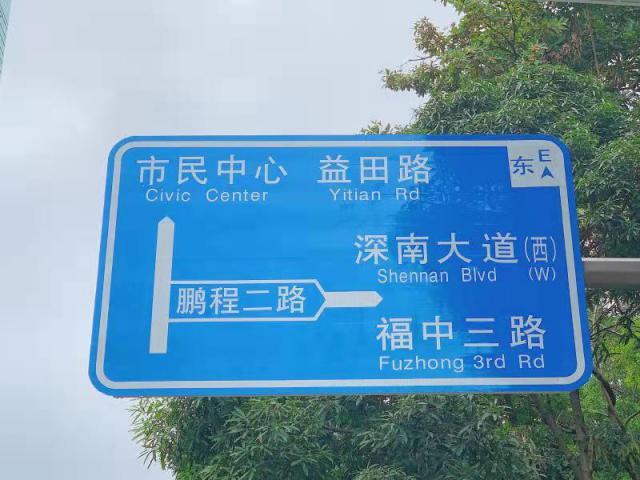 市民中心 益田路
Civic Center Yitian Rd
东 E
深南大道(西)
Shennan Blvd (W)
鹏程二路
福中三路
Fuzhong 3rd Rd